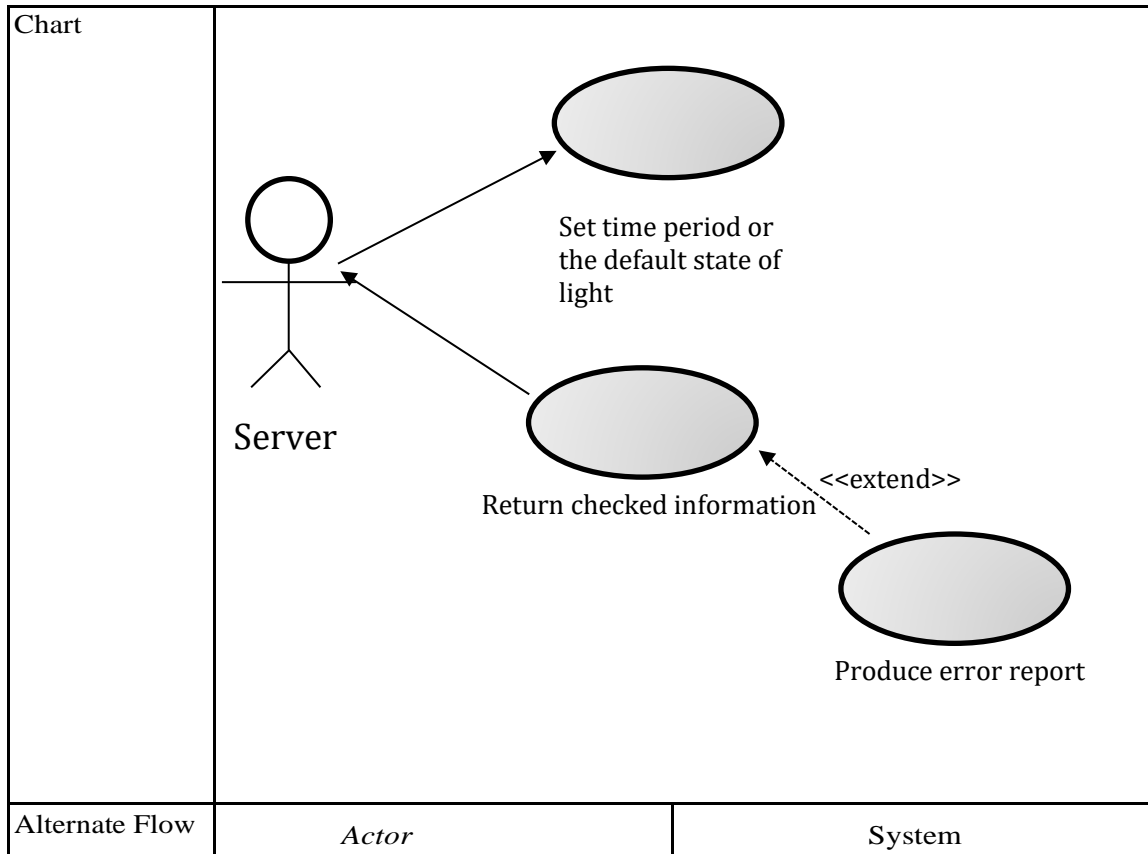 Chart
Set time period or
the default state of
light
Server
<<extend>>
Return checked information
Produce error report
Alternate Flow
Actor
System